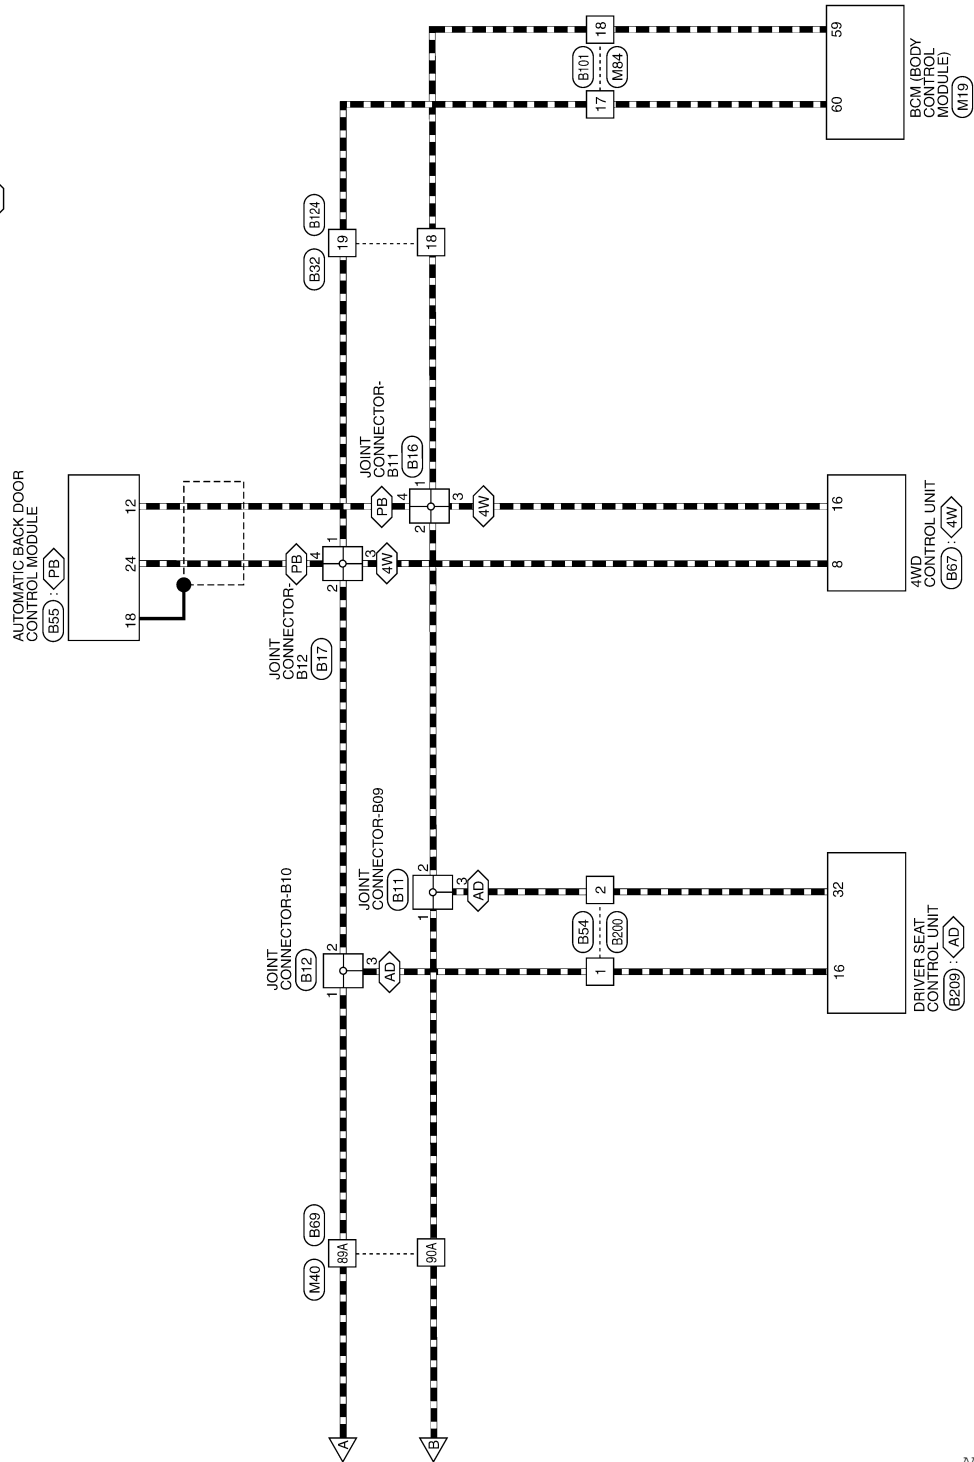 AUTOMATIC BACK DOOR
CONTROL MODULE
B55 : PB
18
24
12
JOINT
CONNECTOR-
B12
B17
PB
4
1
2
3
4W
JOINT
CONNECTOR-
B11
B16
PB
4
1
2
3
4W
B32
B124
19
18
M40
B69
89A
90A
A
B
JOINT
CONNECTOR-B10
B12
1
2
3
AD
JOINT
CONNECTOR-B09
B11
1
2
3
AD
B54
B200
1
2
16
32
DRIVER SEAT
CONTROL UNIT
B209 : AD
8
16
4WD
CONTROL UNIT
B67 : 4W
B101
M84
17
18
60
59
BCM (BODY
CONTROL
MODULE)
M19